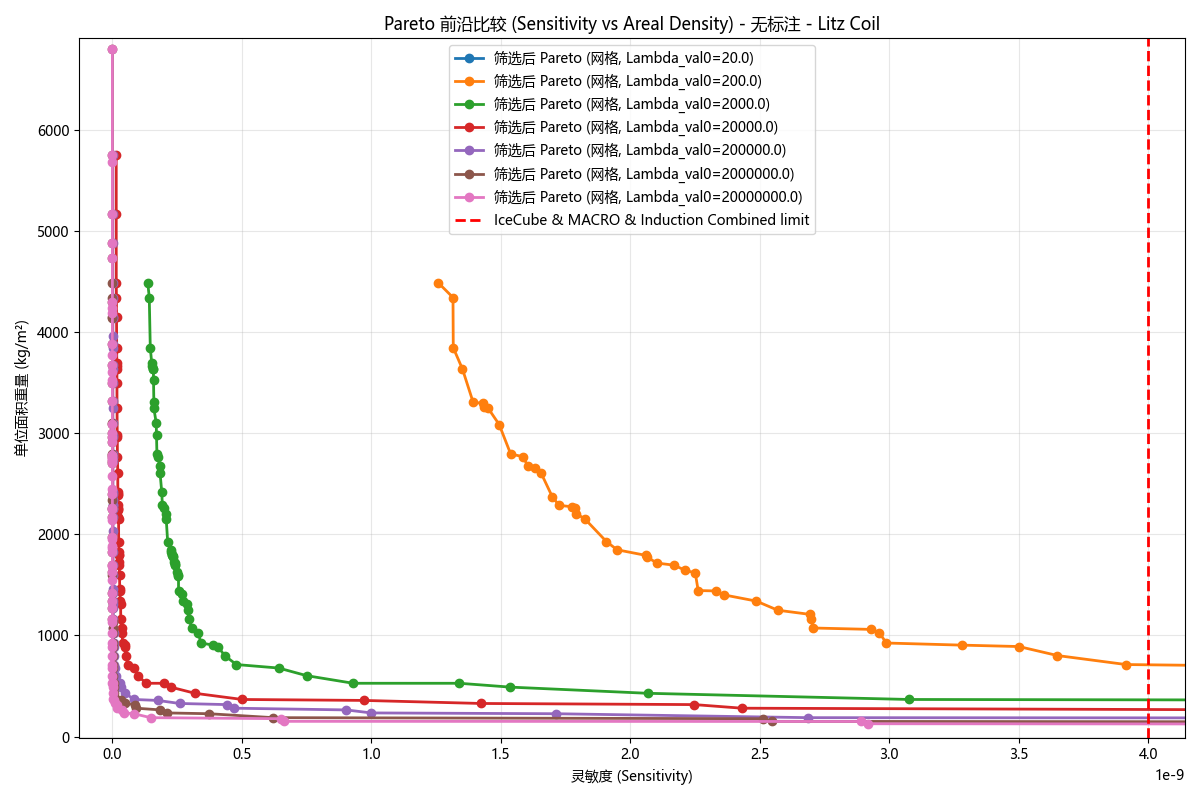 Pareto 前沿比较 (Sensitivity vs Areal Density) - 无标注 - Litz Coil
筛选后 Pareto (网格, Lambda_val0=20.0)
筛选后 Pareto (网格, Lambda_val0=200.0)
筛选后 Pareto (网格, Lambda_val0=2000.0)
筛选后 Pareto (网格, Lambda_val0=20000.0)
筛选后 Pareto (网格, Lambda_val0=200000.0)
筛选后 Pareto (网格, Lambda_val0=2000000.0)
筛选后 Pareto (网格, Lambda_val0=20000000.0)
IceCube & MACRO & Induction Combined limit
单位面积重量 (kg/m²)
6000
5000
4000
3000
2000
1000
0
0.0 0.5 1.0 1.5 2.0 2.5 3.0 3.5 4.0
1e-9
灵敏度 (Sensitivity)